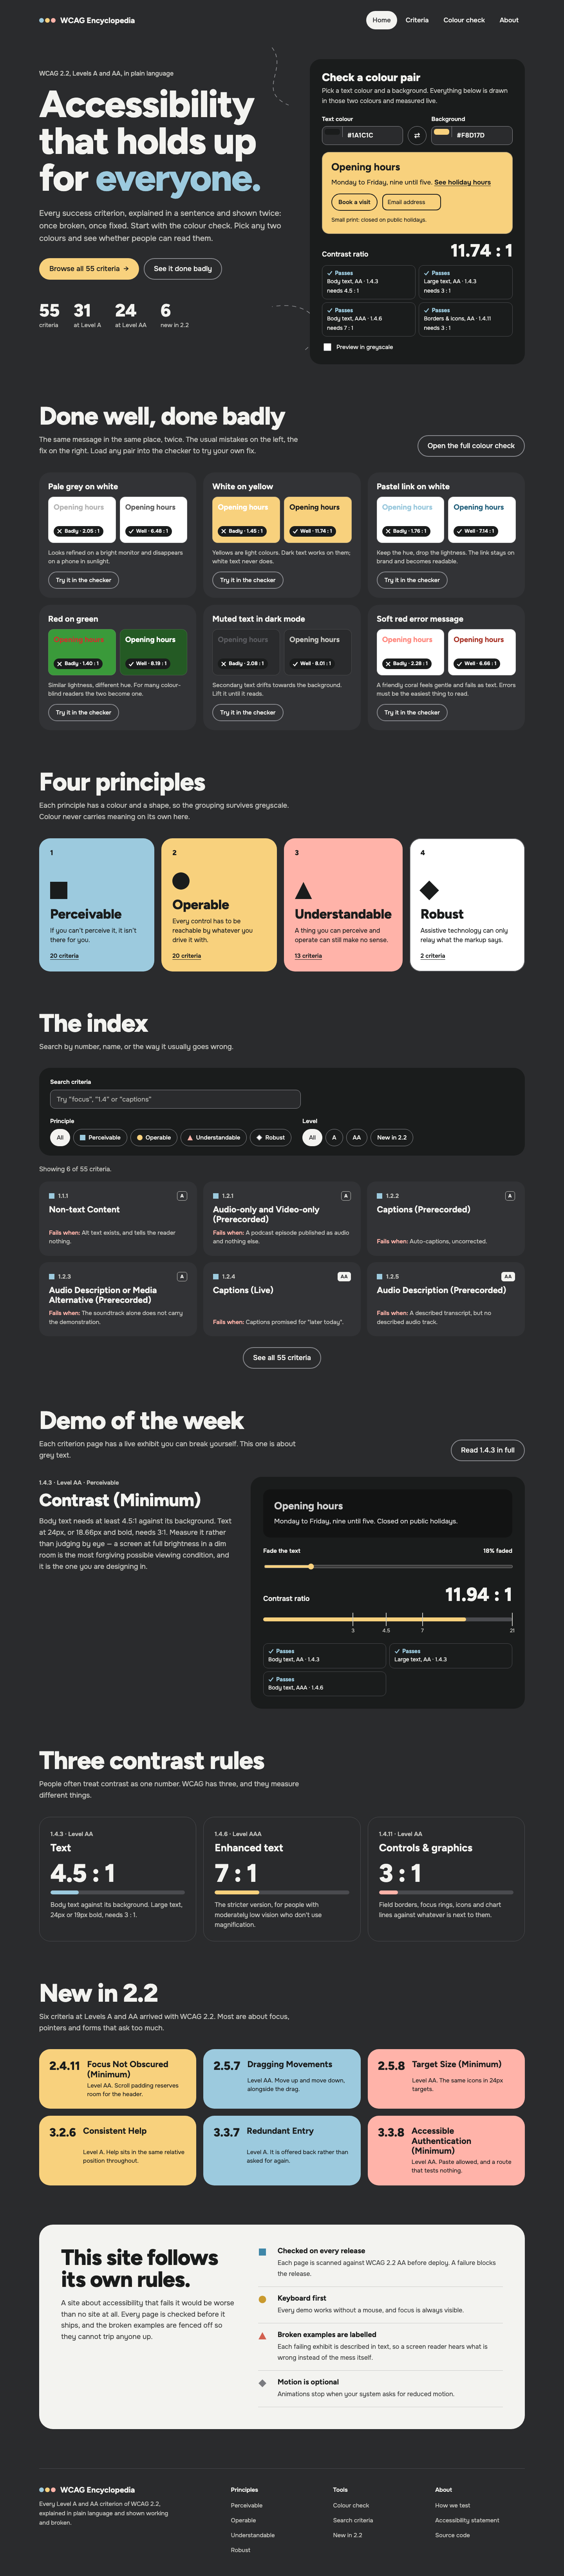 WCAG Encyclopedia
Home
Criteria
Colour check
About
WCAG 2.2, Levels A and AA, in plain language
Accessibility
that holds up
for everyone.
Every success criterion, explained in a sentence and shown:
once broken, once fixed. Start with colour check. Pick any two
colours and see whether people can read them.
Browse all 55 criteria →
See it done badly
55
criteria
31
at Level A
24
at Level AA
6
new in 2.2
Check a colour pair
Pick a text colour and a background. Everything below is drawn
in those two colours and measured live.
Text colour
Background
#1A1C1C
⇄
#F8D17D
Opening hours
Monday to Friday, nine until five. See holiday hours
Book a visit
Email address
Small print: closed on public holidays.
Contrast ratio
11.74 : 1
Passes
Body text, AA · 1.4.3
needs 4.5 : 1
Passes
Large text, AA · 1.4.3
needs 3 : 1
Passes
Body text, AAA · 1.4.6
needs 7 : 1
Passes
Borders & icons, AA · 1.4.11
needs 3 : 1
Preview in greyscale
Done well, done badly
The same message in the same place, twice. The usual mistakes on the left, the
fix on the right. Load any pair into the checker to try your own fix.
Open the full colour check
Pale grey on white
Opening hours
Badly · 2.05 : 1
Opening hours
Well · 6.48 : 1
Looks refined on a bright monitor and disappears
on a phone in sunlight.
Try it in the checker
White on yellow
Opening hours
Badly · 1.45 : 1
Opening hours
Well · 11.74 : 1
Yellows are light colours. Dark text works on them;
white text never does.
Try it in the checker
Pastel link on white
Opening hours
Badly · 1.76 : 1
Opening hours
Well · 7.14 : 1
Keep the hue, drop the lightness. The link stays on
brand and becomes readable.
Try it in the checker
Red on green
Opening hours
Badly · 1.40 : 1
Opening hours
Well · 8.19 : 1
Similar lightness, different hue. For many colour-
blind readers the two become one.
Try it in the checker
Muted text in dark mode
Opening hours
Badly · 2.08 : 1
Opening hours
Well · 8.01 : 1
Secondary text drifts towards the background.
Lift it until it reads.
Try it in the checker
Soft red error message
Opening hours
Badly · 2.28 : 1
Opening hours
Well · 6.66 : 1
A friendly coral feels gentle and fails as text. Errors
must be the easiest thing to read.
Try it in the checker
Four principles
Each principle has a colour and a shape, so the grouping survives greyscale.
Colour never carries meaning on its own here.
1
Perceivable
If you can't perceive it, it isn't
there for you.
20 criteria
2
Operable
Every control has to be
reachable by whatever you
drive it with.
20 criteria
3
Understandable
A thing you can perceive and
operate can still make no sense.
13 criteria
4
Robust
Assistive technology can only
relay what the markup says.
2 criteria
The index
Search by number, name, or the way it usually goes wrong.
Search criteria
Try "focus", "1.4" or "captions"
Principle
All
Perceivable
Operable
Understandable
Robust
Level
All
A
AA
New in 2.2
Showing 6 of 55 criteria.
1.1.1
A
Non-text Content
Fails when: Alt text exists, and tells the reader
nothing.
1.2.1
A
Audio-only and Video-only
(Prerecorded)
Fails when: A podcast episode published as audio
and nothing else.
1.2.2
A
Captions (Prerecorded)
Fails when: Auto-captions, uncorrected.
1.2.3
A
Audio Description or Media
Alternative (Prerecorded)
Fails when: The soundtrack alone does not carry
the demonstration.
1.2.4
AA
Captions (Live)
Fails when: Captions promised for "later today".
1.2.5
AA
Audio Description (Prerecorded)
Fails when: A described transcript, but no
described audio track.
See all 55 criteria
Demo of the week
Each criterion page has a live exhibit you can break yourself. This one is about
grey text.
Read 1.4.3 in full
1.4.3 · Level AA · Perceivable
Contrast (Minimum)
Body text needs at least 4.5:1 against its background. Text
at 24px, or 18.66px and bold, needs 3:1. Measure it rather
than judging by eye — a screen at full brightness in a dim
room is the most forgiving possible viewing condition, and
it is the one you are designing in.
Opening hours
Monday to Friday, nine until five. Closed on public holidays.
Fade the text
18% faded
Contrast ratio
11.94 : 1
3
4.5
7
21
Passes
Body text, AA · 1.4.3
Passes
Large text, AA · 1.4.3
Passes
Body text, AAA · 1.4.6
Three contrast rules
People often treat contrast as one number. WCAG has three, and they measure
different things.
1.4.3 · Level AA
Text
4.5 : 1
Body text against its background. Large text,
24px or 19px bold, needs 3 : 1.
1.4.6 · Level AAA
Enhanced text
7 : 1
The stricter version, for people with
moderately low vision who don't use
magnification.
1.4.11 · Level AA
Controls & graphics
3 : 1
Field borders, focus rings, icons and chart
lines against whatever is next to them.
New in 2.2
Six criteria at Levels A and AA arrived with WCAG 2.2. Most are about focus,
pointers and forms that ask too much.
2.4.11
Focus Not Obscured
(Minimum)
Level AA. Scroll padding reserves
room for the header.
2.5.7
Dragging Movements
Level AA. Move up and move down,
alongside the drag.
2.5.8
Target Size (Minimum)
Level AA. The same icons in 24px
targets.
3.2.6
Consistent Help
Level A. Help sits in the same relative
position throughout.
3.3.7
Redundant Entry
Level A. It is offered back rather than
asked for again.
3.3.8
Accessible
Authentication
(Minimum)
Level AA. Paste allowed, and a route
that tests nothing.
This site follows
its own rules.
A site about accessibility that fails it would be worse
than no site at all. Every page is checked before it
ships, and the broken examples are fenced off so
they cannot trip anyone up.
Checked on every release
Each page is scanned against WCAG 2.2 AA before deploy. A failure blocks
the release.
Keyboard first
Every demo works without a mouse, and focus is always visible.
Broken examples are labelled
Each failing exhibit is described in text, so a screen reader hears what is
wrong instead of the mess itself.
Motion is optional
Animations stop when your system asks for reduced motion.
WCAG Encyclopedia
Every Level A and AA criterion of WCAG 2.2,
explained in plain language and shown working
and broken.
Principles
Perceivable
Operable
Understandable
Robust
Tools
Colour check
Search criteria
New in 2.2
About
How we test
Accessibility statement
Source code